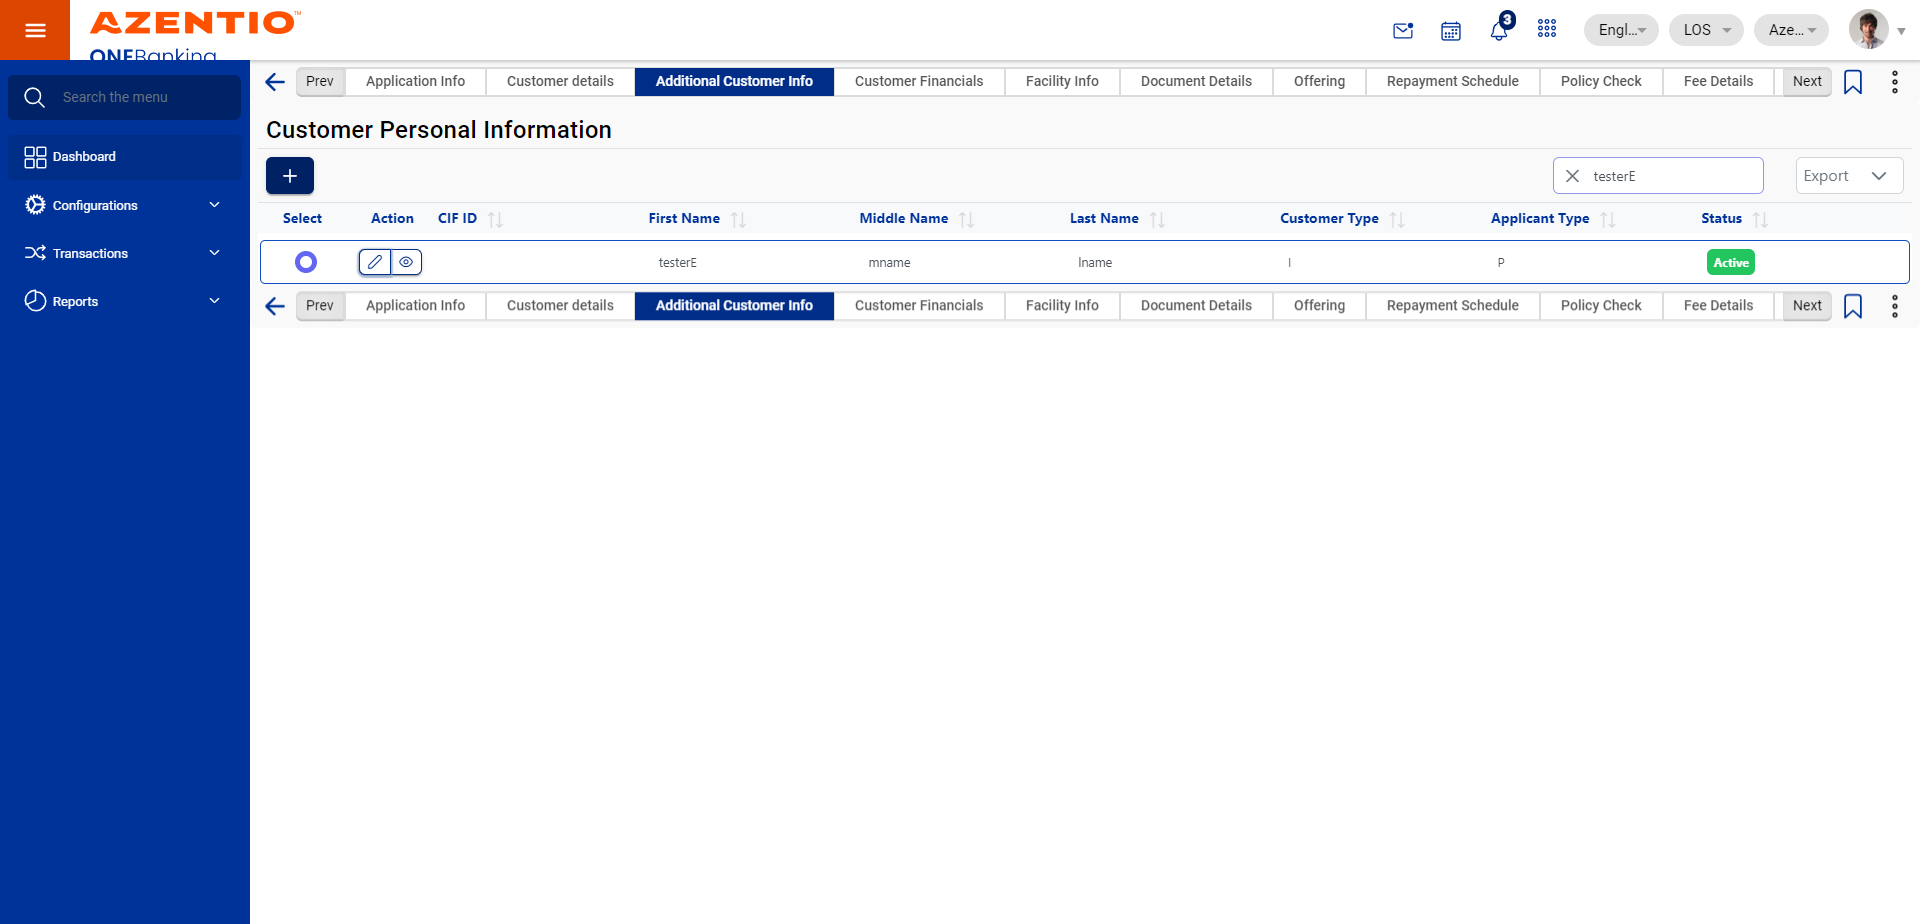 AZENTIO™
ONEBanking
3
Engl...
LOS
Aze...
Search the menu
Dashboard
Configurations
Transactions
Reports
Prev Application Info Customer details Additional Customer Info Customer Financials Facility Info Document Details Offering Repayment Schedule Policy Check Fee Details Next
Customer Personal Information
testerE Export
Select Action CIF ID First Name Middle Name Last Name Customer Type Applicant Type Status
testerE mname lname I P Active
Prev Application Info Customer details Additional Customer Info Customer Financials Facility Info Document Details Offering Repayment Schedule Policy Check Fee Details Next